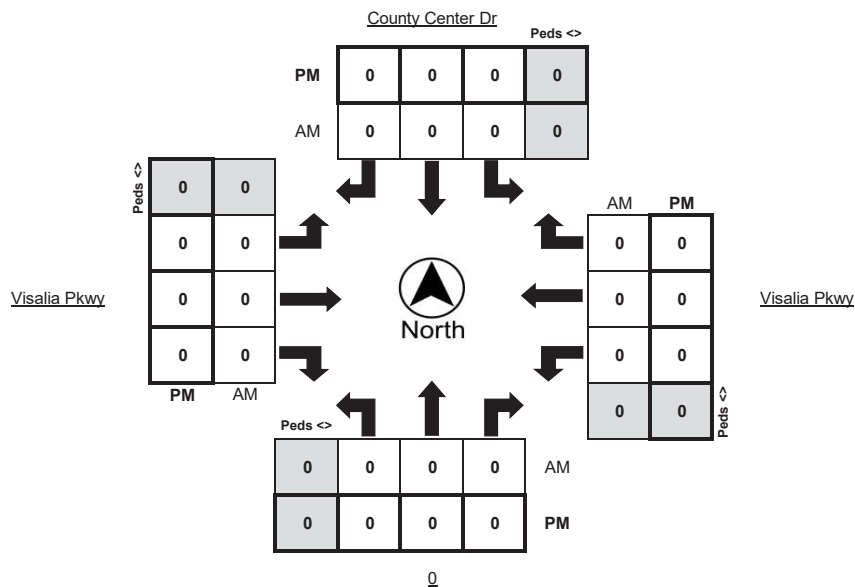 County Center Dr
Peds <>
PM 0 0 0 0
AM 0 0 0 0
Peds <> 0 0
0 0
0 0
0 0
PM AM
Visalia Pkwy
North
AM PM
0 0
0 0
0 0
0 0 Peds <>
Visalia Pkwy
Peds <>
0 0 0 0 AM
0 0 0 0 PM
0